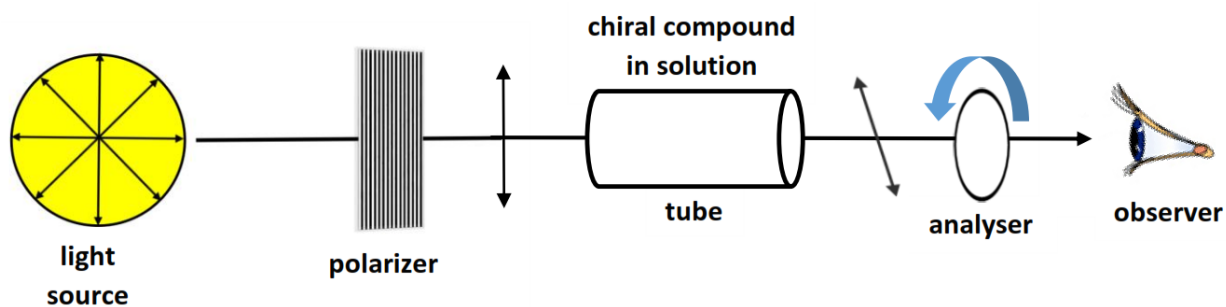 chiral compound
in solution
light
source
polarizer
tube
analyser
observer